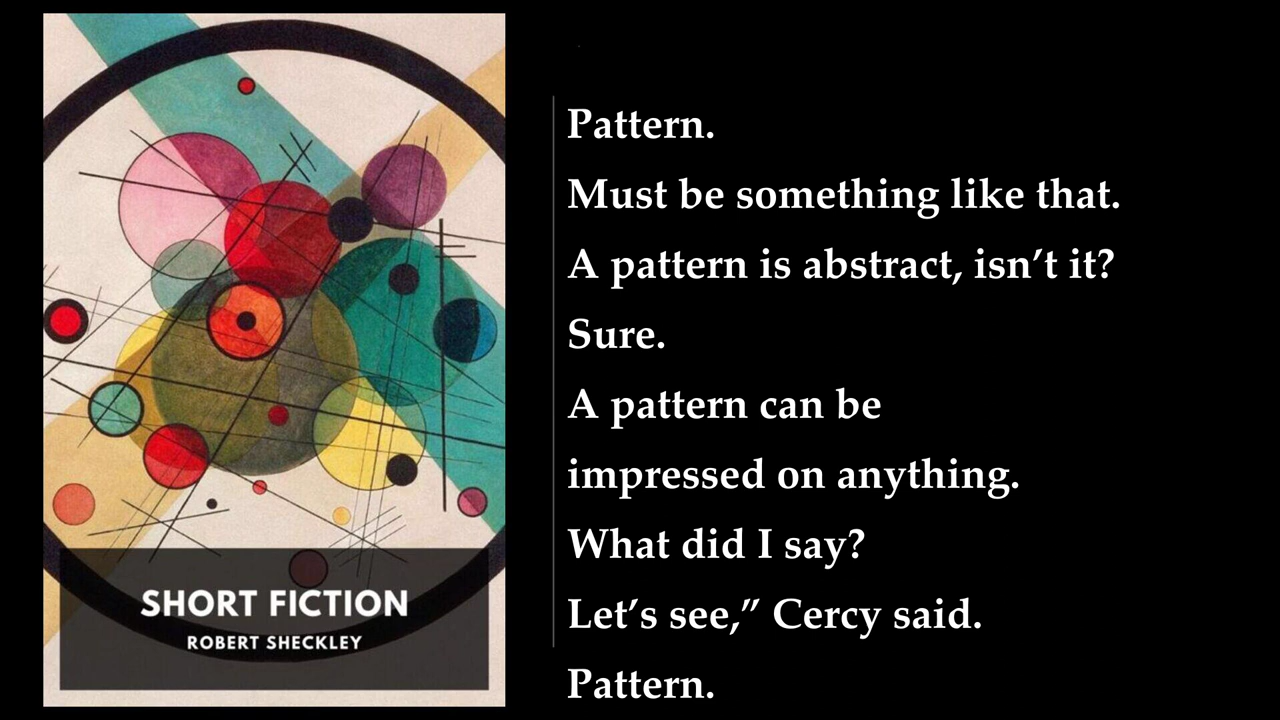 SHORT FICTION
ROBERT SHECKLEY
Pattern.
Must be something like that.
A pattern is abstract, isn’t it?
Sure.
A pattern can be
impressed on anything.
What did I say?
Let’s see,” Cercy said.
Pattern.